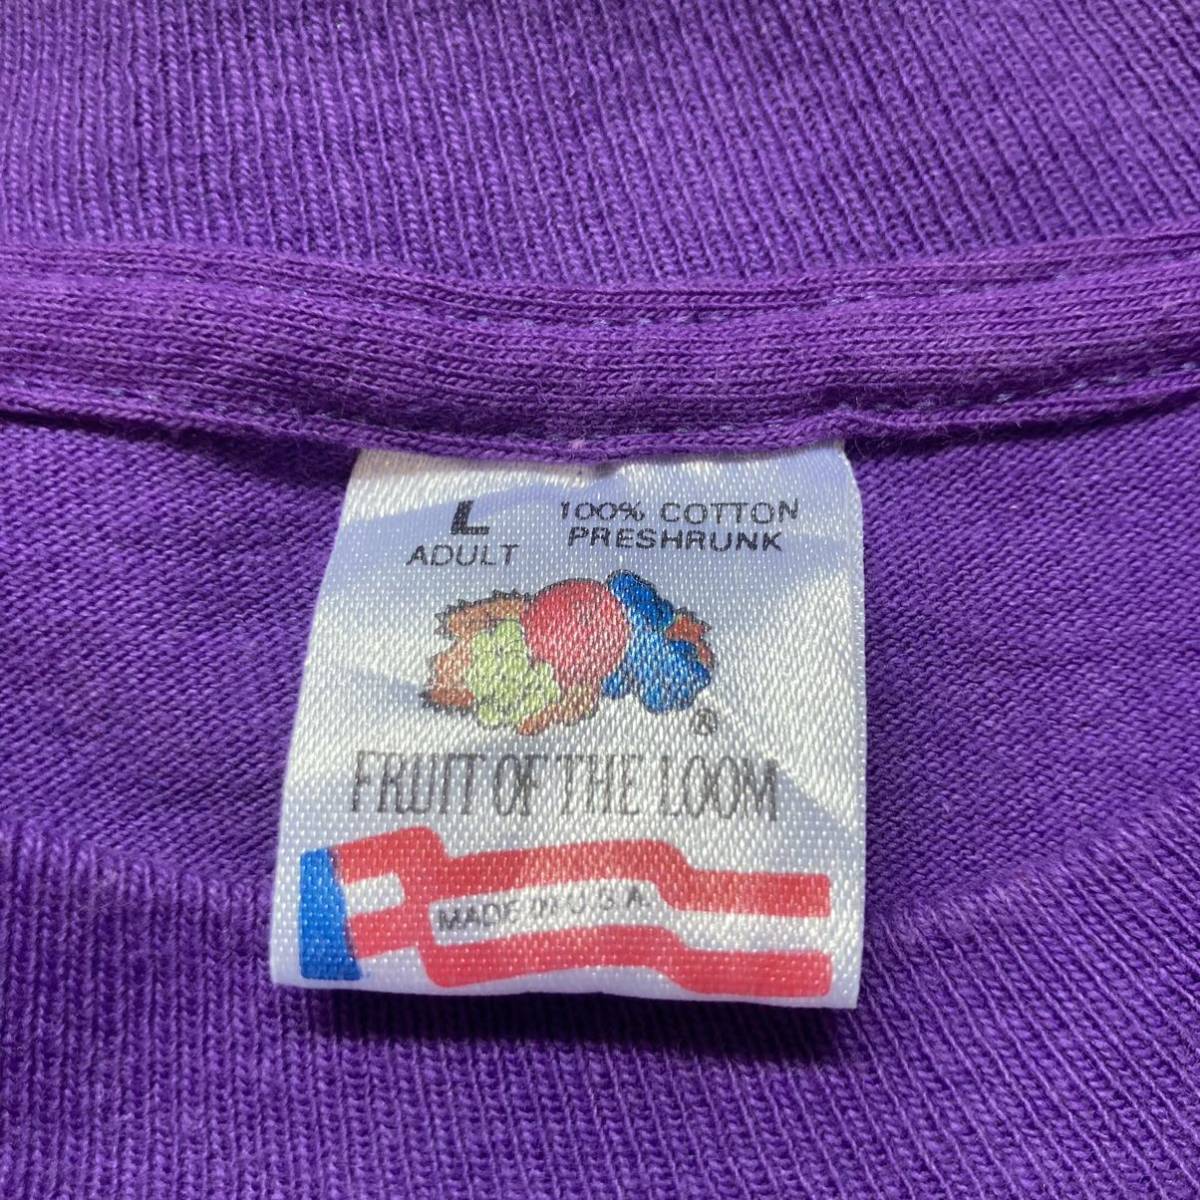 L
ADULT
100% COTTON
PRESHRUNK
®
FRUIT OF THE LOOM
MADE IN U.S.A.